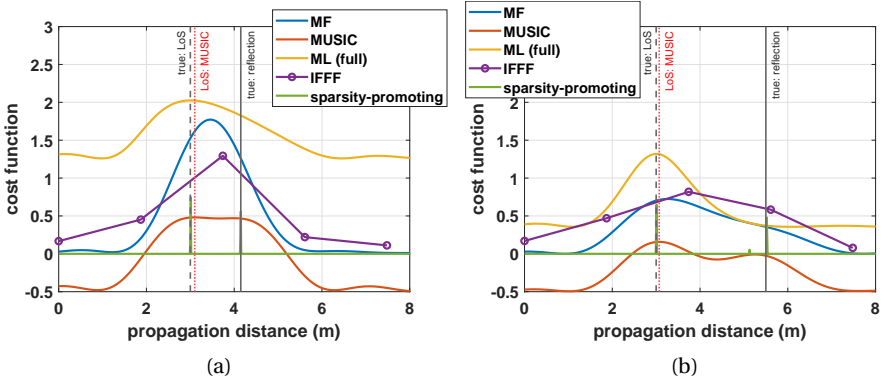 3
2.5
2
1.5
1
0.5
0
-0.5
0
2
4
6
8
cost function
propagation distance (m)
true: LoS
LoS: MUSIC
true: reflection
MF
MUSIC
ML (full)
IFFF
sparsity-promoting
(a)
3
2.5
2
1.5
1
0.5
0
-0.5
0
2
4
6
8
cost function
propagation distance (m)
MF
MUSIC
ML (full)
IFFF
sparsity-promoting
true: LoS
LoS: MUSIC
true: reflection
(b)